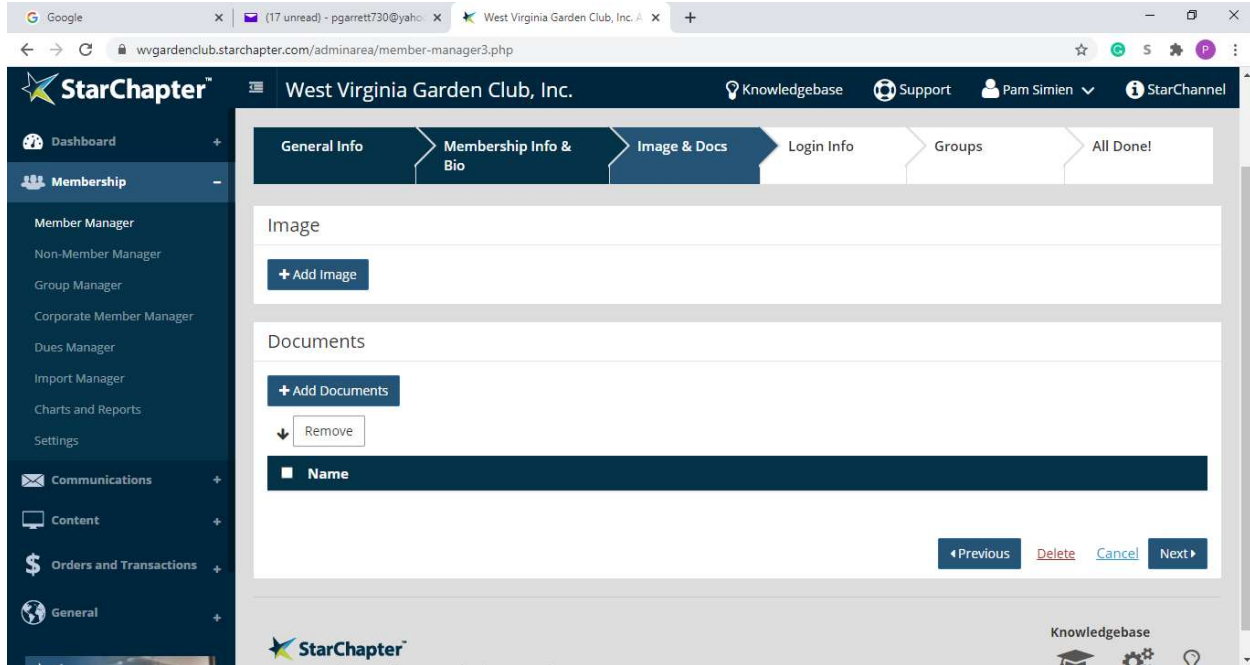 Google
(17 unread) - pgarrett730@yaho
West Virginia Garden Club, Inc. A
wvgardenclub.starchapter.com/adminarea/member-manager3.php
S
P
StarChapter™
West Virginia Garden Club, Inc.
Knowledgebase
Support
Pam Simien
StarChannel
Dashboard +
Membership –
Member Manager
Non-Member Manager
Group Manager
Corporate Member Manager
Dues Manager
Import Manager
Charts and Reports
Settings
Communications +
Content +
$ Orders and Transactions +
General +
General Info
Membership Info &
Bio
Image & Docs
Login Info
Groups
All Done!
Image
+ Add Image
Documents
+ Add Documents
Remove
Name
Previous
Delete
Cancel
Next
StarChapter™
Knowledgebase